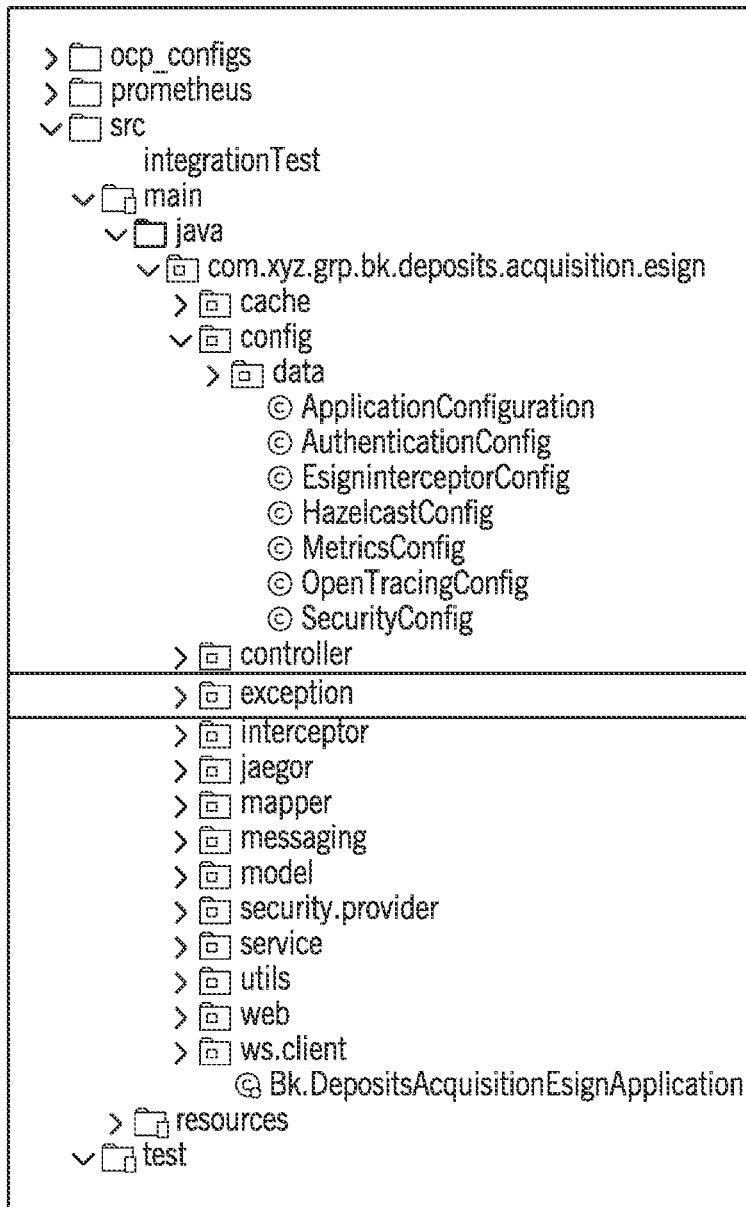 ocp_configs
prometheus
src
integrationTest
main
java
com.xyz.grp.bk.deposits.acquisition.esign
cache
config
data
ApplicationConfiguration
AuthenticationConfig
EsigninterceptorConfig
HazelcastConfig
MetricsConfig
OpenTracingConfig
SecurityConfig
controller
exception
interceptor
jaegor
mapper
messaging
model
security.provider
service
utils
web
ws.client
Bk.DepositsAcquisitionEsignApplication
resources
test